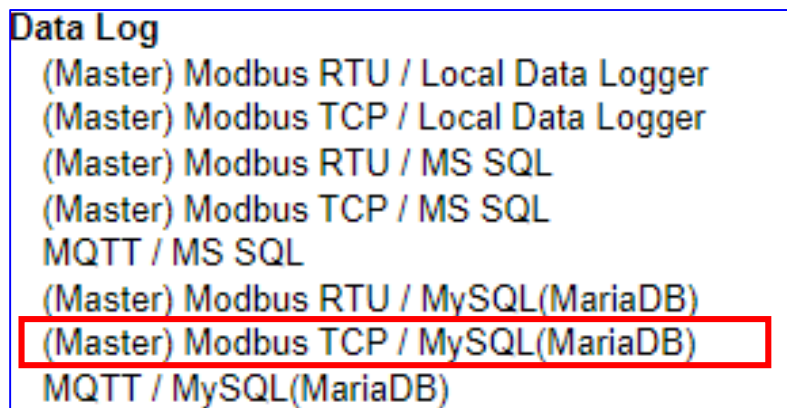 Data Log
(Master) Modbus RTU / Local Data Logger
(Master) Modbus TCP / Local Data Logger
(Master) Modbus RTU / MS SQL
(Master) Modbus TCP / MS SQL
MQTT / MS SQL
(Master) Modbus RTU / MySQL(MariaDB)
(Master) Modbus TCP / MySQL(MariaDB)
MQTT / MySQL(MariaDB)